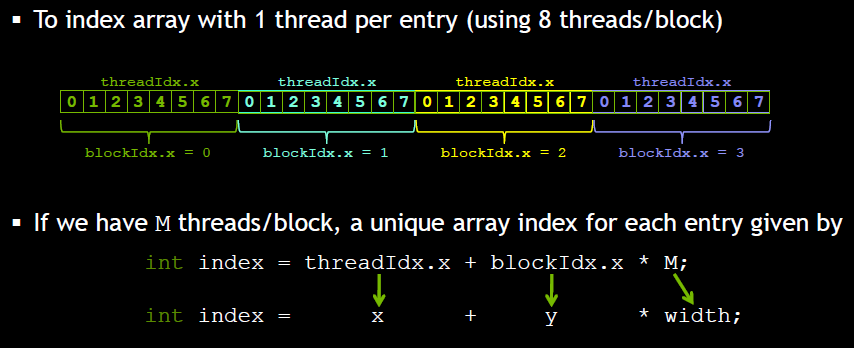 ▪ To index array with 1 thread per entry (using 8 threads/block)
threadIdx.x threadIdx.x threadIdx.x threadIdx.x
0 1 2 3 4 5 6 7 0 1 2 3 4 5 6 7 0 1 2 3 4 5 6 7 0 1 2 3 4 5 6 7
blockIdx.x = 0 blockIdx.x = 1 blockIdx.x = 2 blockIdx.x = 3
▪ If we have M threads/block, a unique array index for each entry given by
int index = threadIdx.x + blockIdx.x * M;
int index = x + y * width;